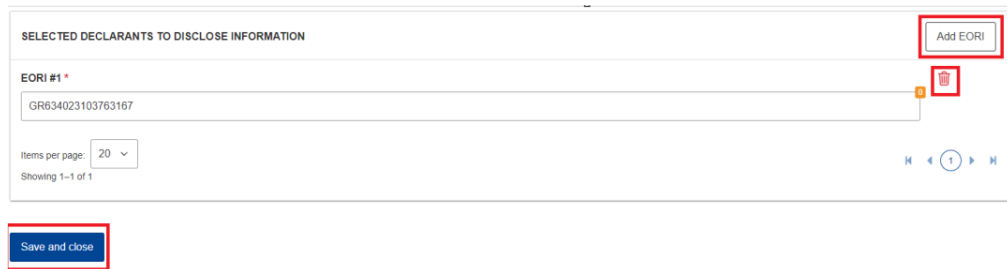 SELECTED DECLARANTS TO DISCLOSE INFORMATION
Add EORI
EORI #1 *
0
GR634023103763167
Items per page: 20
1
Showing 1–1 of 1
Save and close